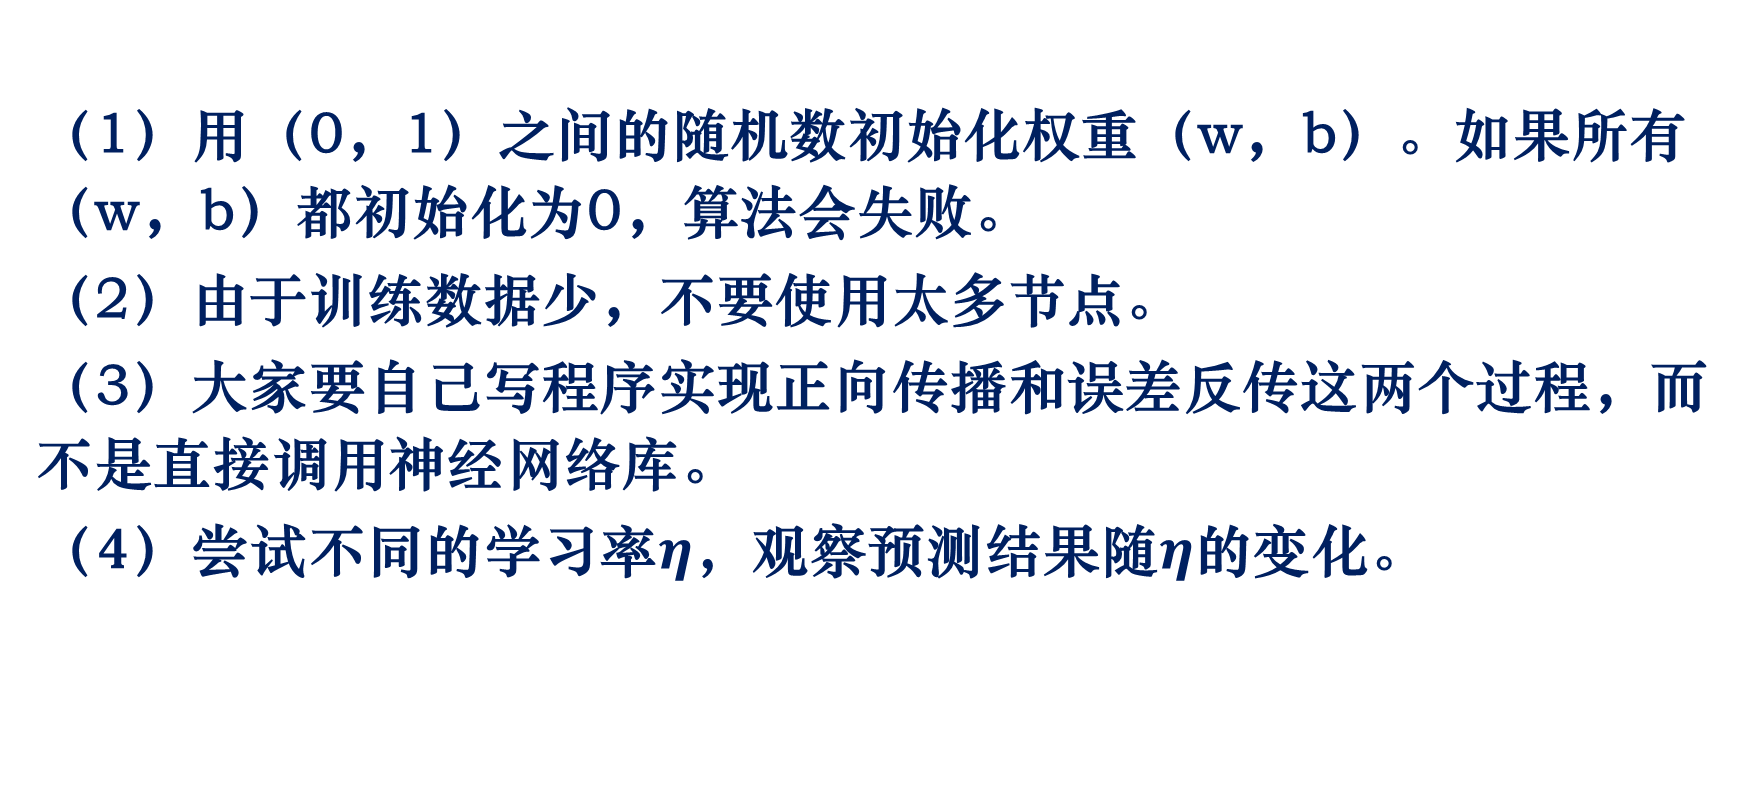 （1）用（0，1）之间的随机数初始化权重（w，b）。如果所有
（w，b）都初始化为0，算法会失败。
（2）由于训练数据少，不要使用太多节点。
（3）大家要自己写程序实现正向传播和误差反传这两个过程，而
不是直接调用神经网络库。
（4）尝试不同的学习率η，观察预测结果随η的变化。